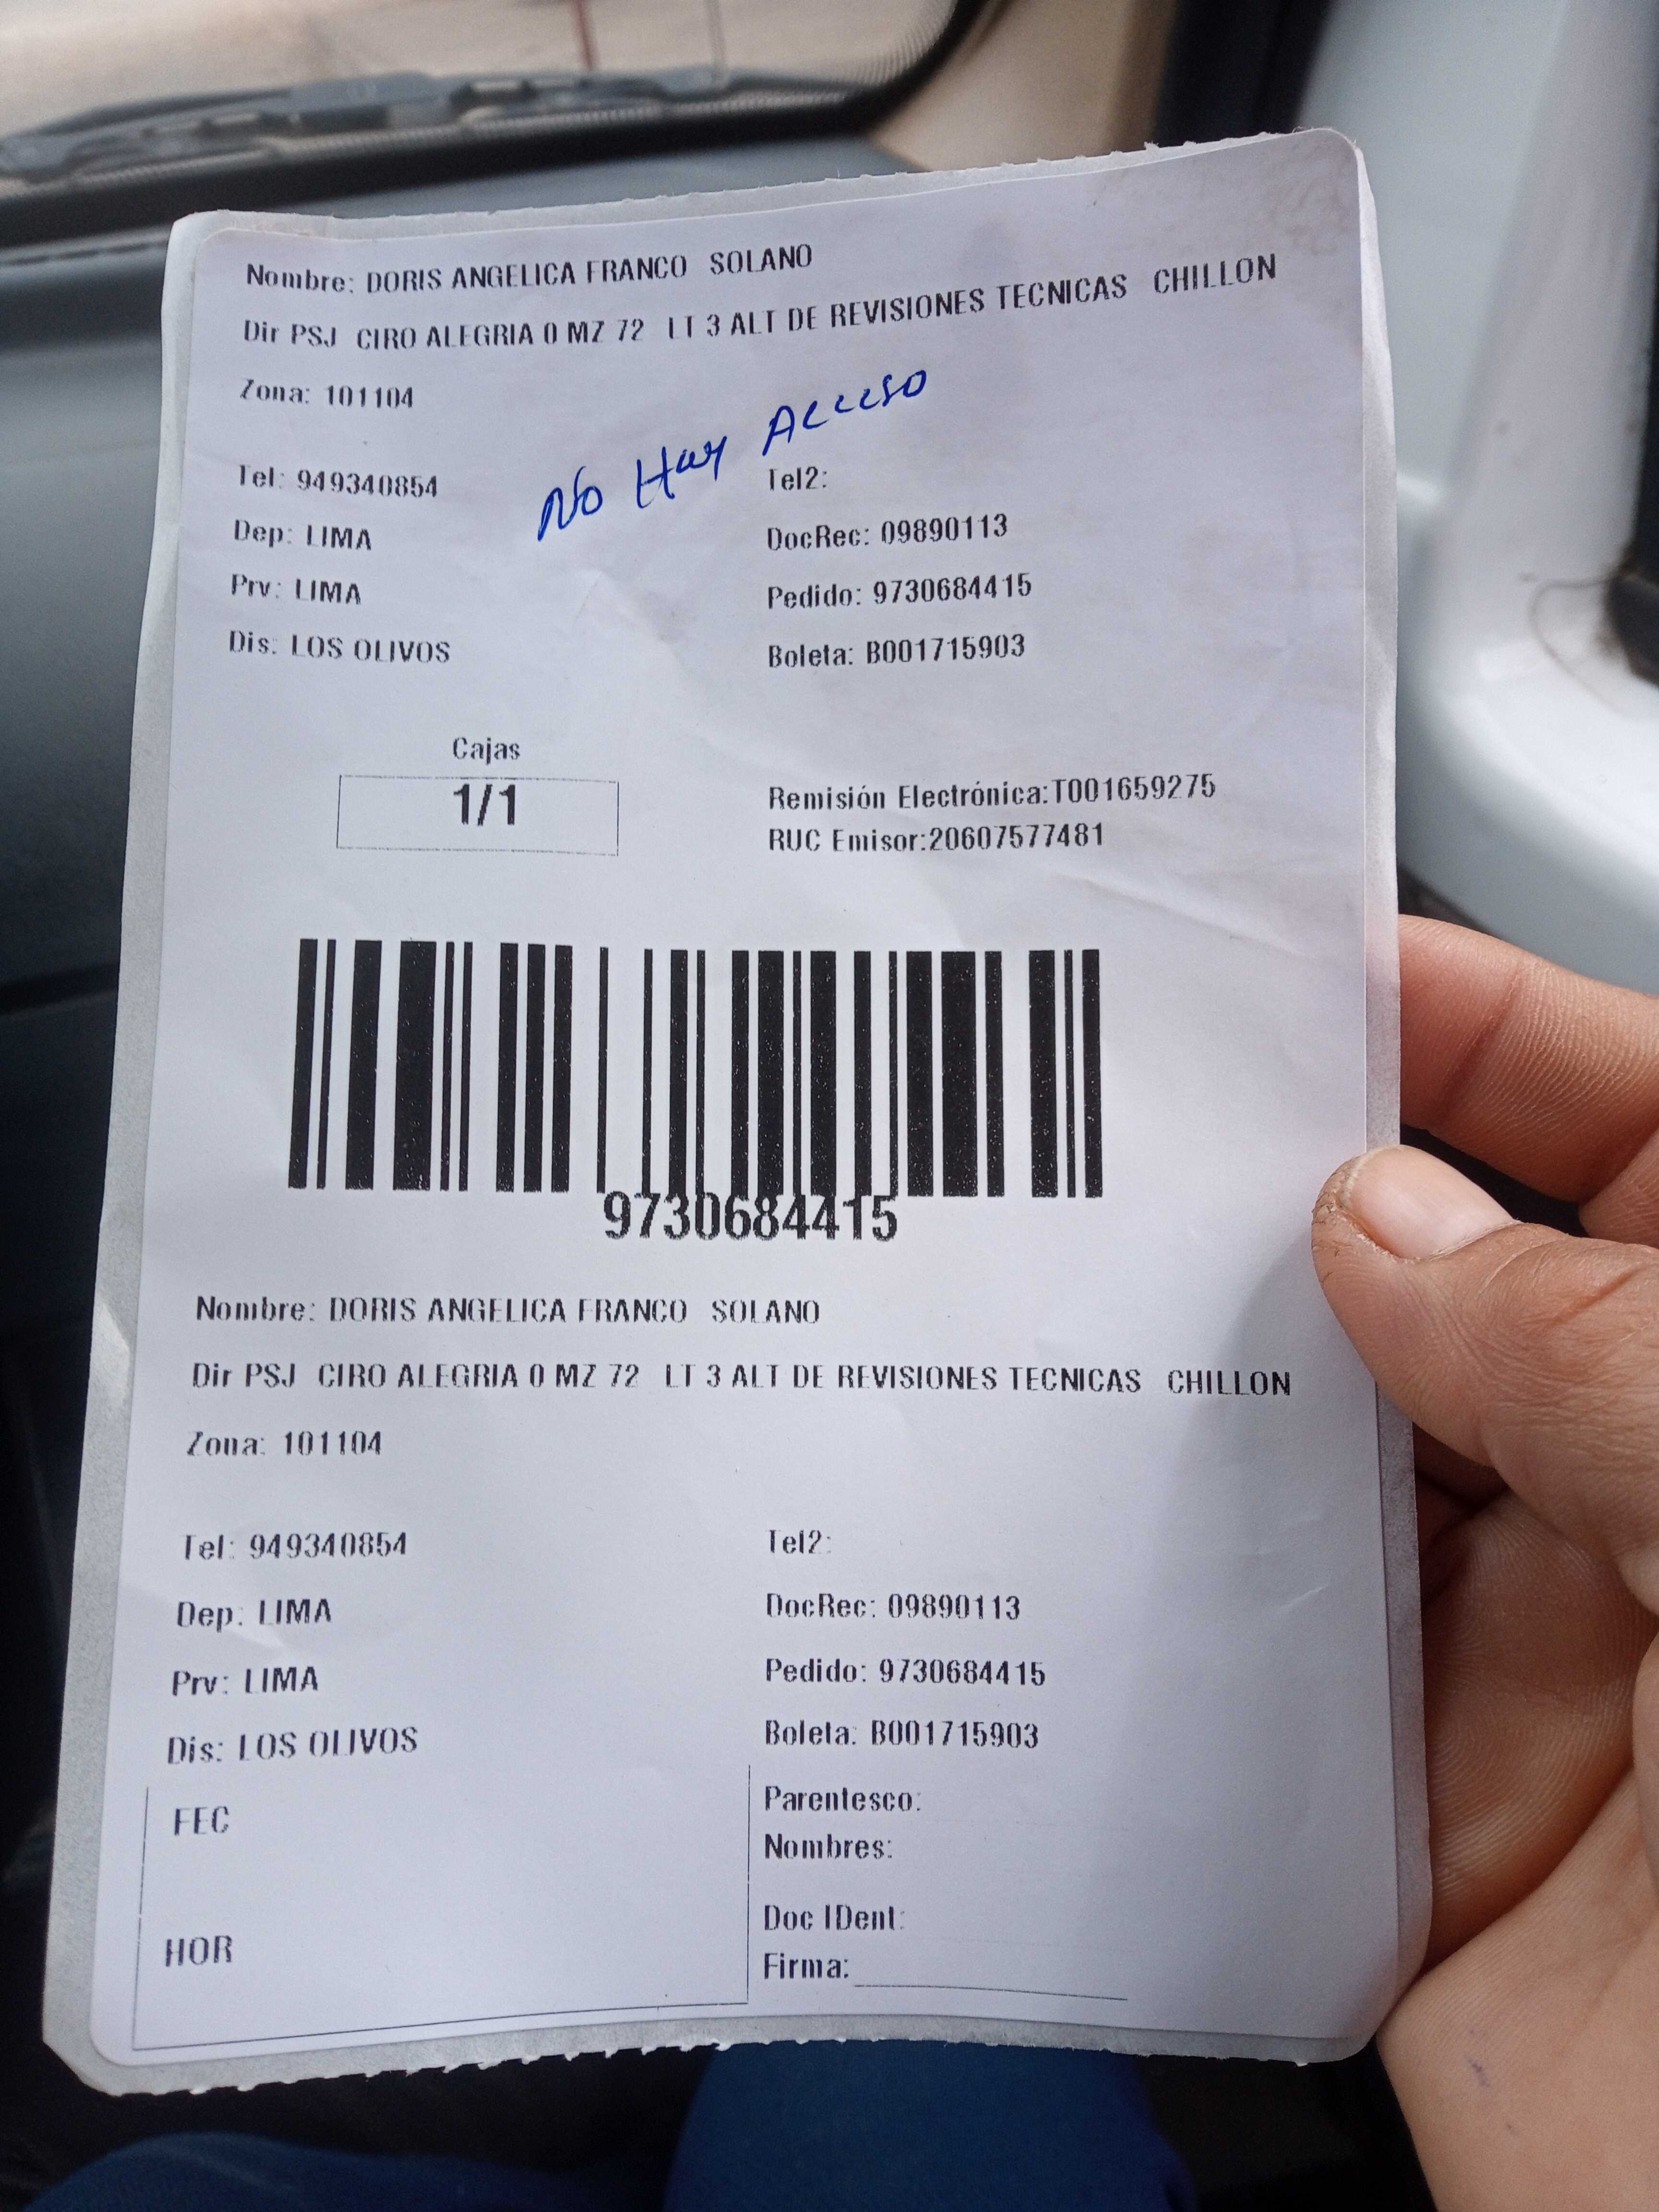 Nombre: DORIS ANGELICA FRANCO SOLANO
Dir PSJ CIRO ALEGRIA 0 MZ 72 LT 3 ALT DE REVISIONES TECNICAS CHILLON
Zona: 101104
No Hay Acceso
Tel: 949340854 Tel2:
Dep: LIMA DocRec: 09890113
Prv: LIMA Pedido: 9730684415
Dis: LOS OLIVOS Boleta: B001715903
Cajas
1/1
Remisión Electrónica:T001659275
RUC Emisor:20607577481
9730684415
Nombre: DORIS ANGELICA FRANCO SOLANO
Dir PSJ CIRO ALEGRIA 0 MZ 72 LT 3 ALT DE REVISIONES TECNICAS CHILLON
Zona: 101104
Tel: 949340854 Tel2:
Dep: LIMA DocRec: 09890113
Prv: LIMA Pedido: 9730684415
Dis: LOS OLIVOS Boleta: B001715903
FEC
HOR
Parentesco:
Nombres:
Doc IDent:
Firma: